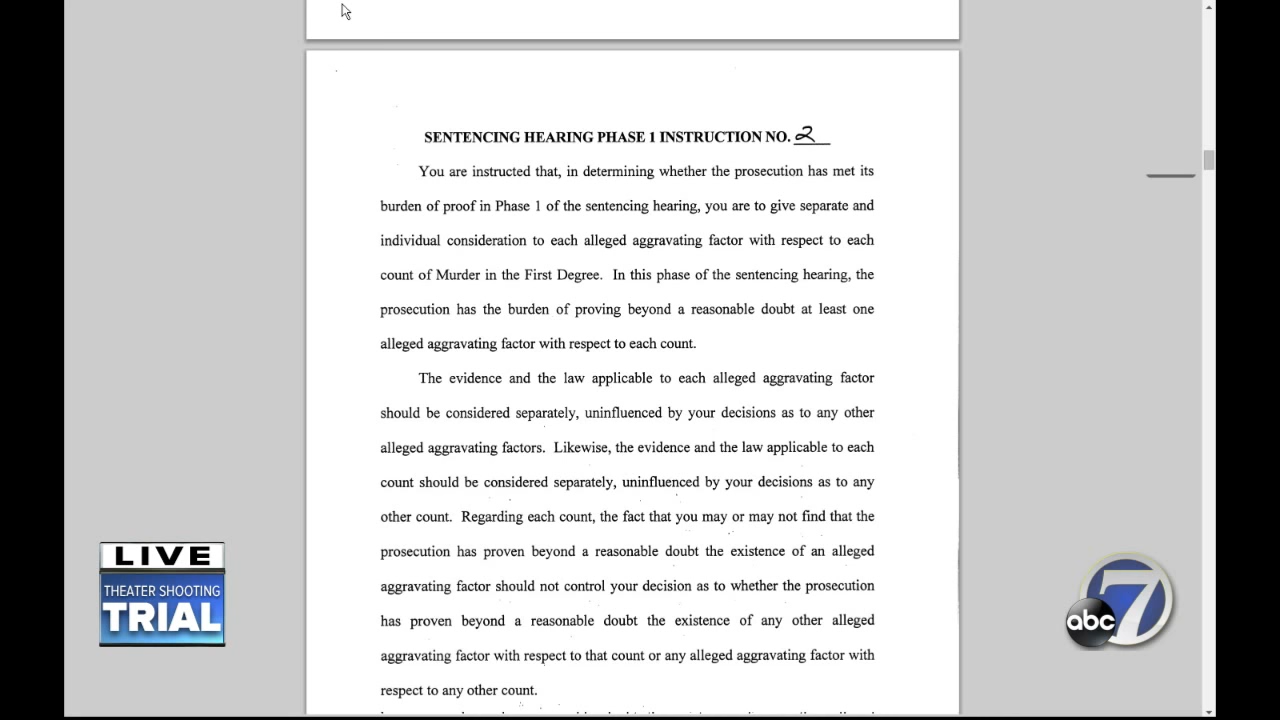 SENTENCING HEARING PHASE 1 INSTRUCTION NO. 2
You are instructed that, in determining whether the prosecution has met its
burden of proof in Phase 1 of the sentencing hearing, you are to give separate and
individual consideration to each alleged aggravating factor with respect to each
count of Murder in the First Degree. In this phase of the sentencing hearing, the
prosecution has the burden of proving beyond a reasonable doubt at least one
alleged aggravating factor with respect to each count.
The evidence and the law applicable to each alleged aggravating factor
should be considered separately, uninfluenced by your decisions as to any other
alleged aggravating factors. Likewise, the evidence and the law applicable to each
count should be considered separately, uninfluenced by your decisions as to any
other count. Regarding each count, the fact that you may or may not find that the
prosecution has proven beyond a reasonable doubt the existence of an alleged
aggravating factor should not control your decision as to whether the prosecution
has proven beyond a reasonable doubt the existence of any other alleged
aggravating factor with respect to that count or any alleged aggravating factor with
respect to any other count.
LIVE
THEATER SHOOTING
TRIAL
abc 7